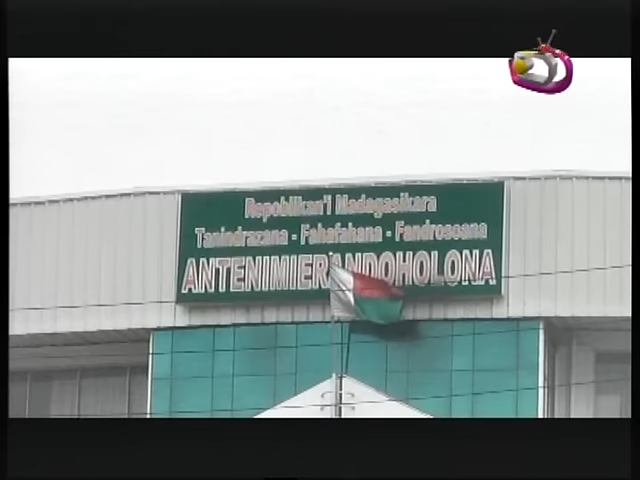 Repoblikan'i Madagasikara
Tanindrazana - Fahafahana - Fandrosoana
ANTENIMIERANDOHOLONA